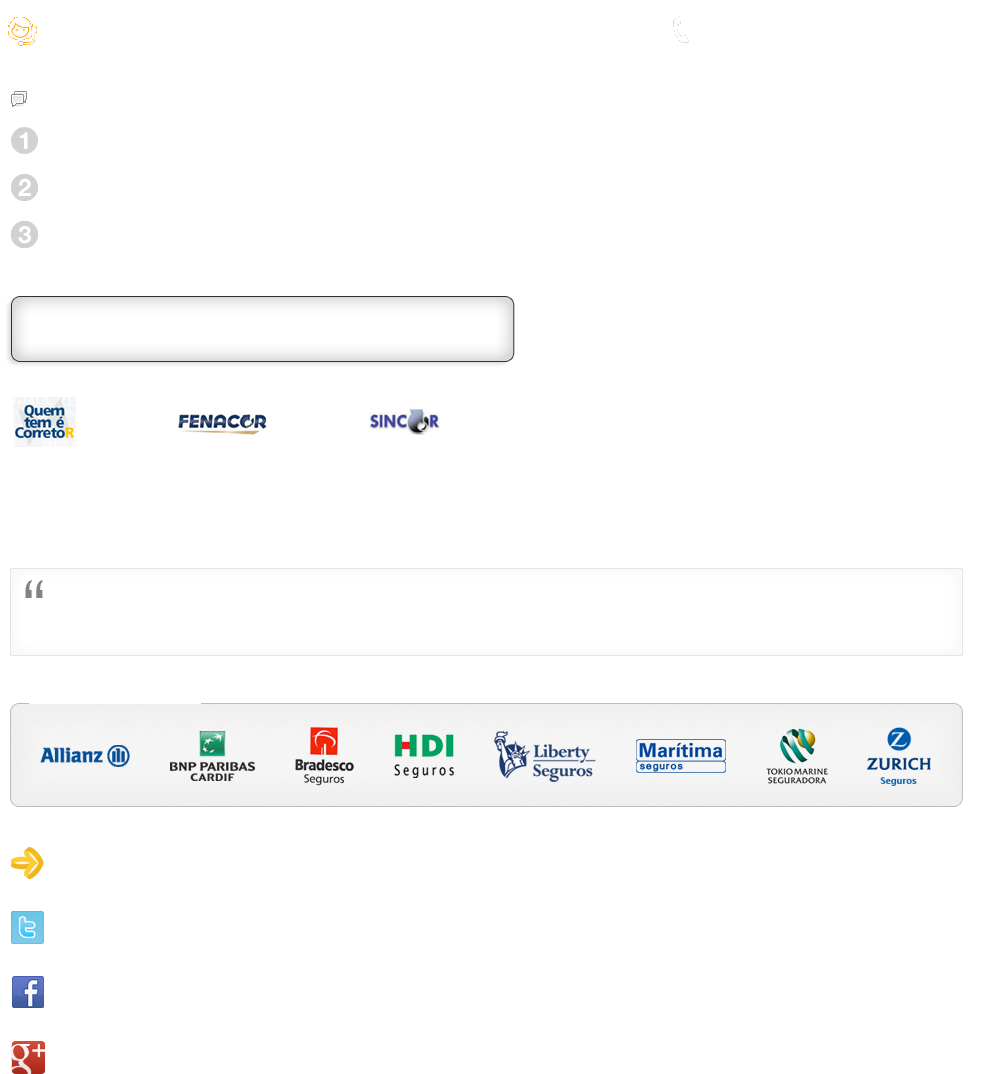 1
2
3
Quem
tem é
CorretoR
FENACOR
SINCOR
“
Allianz
BNP PARIBAS
CARDIF
Bradesco
Seguros
HDI
Seguros
Liberty
Seguros
Marítima
seguros
TOKIO MARINE
SEGURADORA
Z
ZURICH
Seguros
t
f
g+